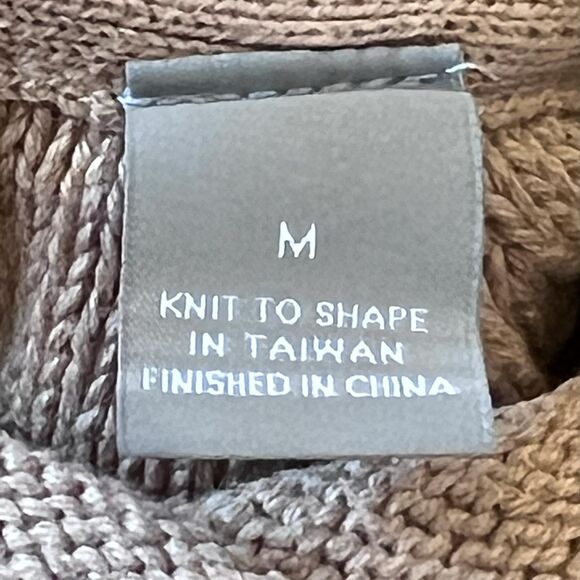 M
KNIT TO SHAPE
IN TAIWAN
FINISHED IN CHINA